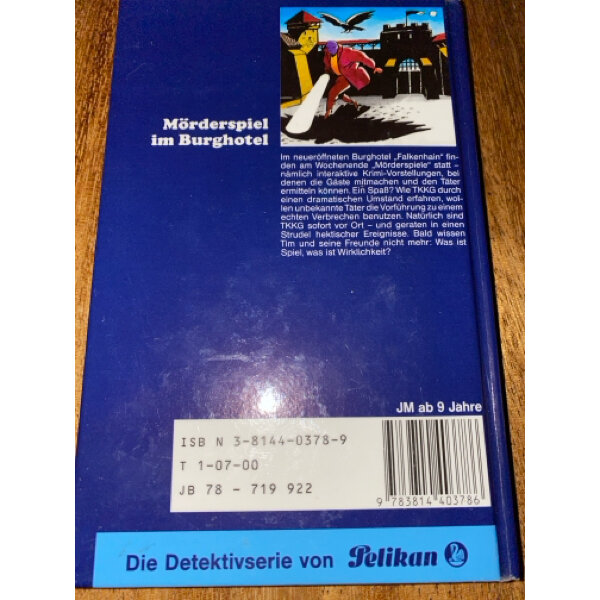 Mörderspiel
im Burghotel
Im neueröffneten Burghotel „Falkenhain“ fin-
den am Wochenende „Mörderspiele“ statt –
nämlich interaktive Krimi-Vorstellungen, bei
denen die Gäste mitmachen und den Täter
ermitteln können. Ein Spaß? Wie TKKG durch
einen dramatischen Umstand erfahren, wol-
len unbekannte Täter die Vorführung zu einem
echten Verbrechen benutzen. Natürlich sind
TKKG sofort vor Ort – und geraten in einen
Strudel hektischer Ereignisse. Bald wissen
Tim und seine Freunde nicht mehr: Was ist
Spiel, was ist Wirklichkeit?
JM ab 9 Jahre
ISB N 3-8144-0378-9
T 1-07-00
JB 78 - 719 922
9 783814 403786
Die Detektivserie von Pelikan